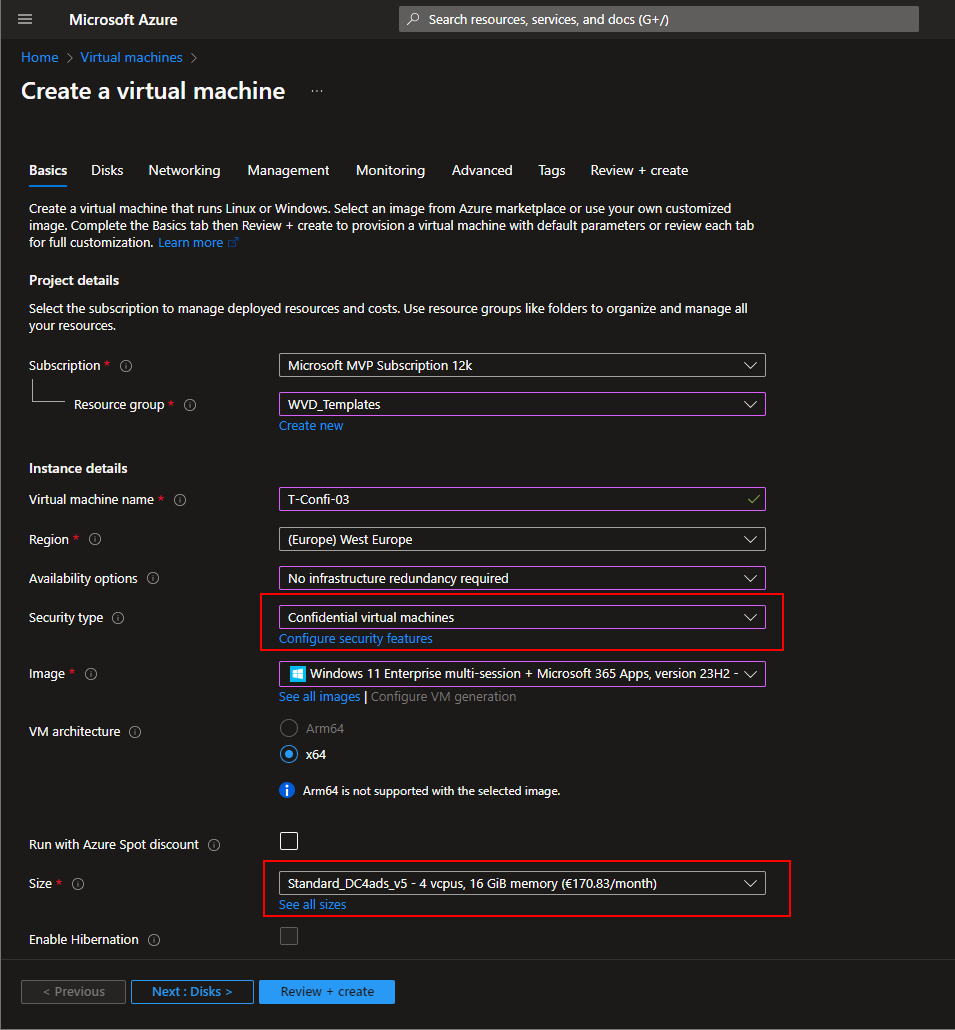 Microsoft Azure
Search resources, services, and docs (G+/)
Home > Virtual machines >
Create a virtual machine ...
Basics Disks Networking Management Monitoring Advanced Tags Review + create
Create a virtual machine that runs Linux or Windows. Select an image from Azure marketplace or use your own customized
image. Complete the Basics tab then Review + create to provision a virtual machine with default parameters or review each tab
for full customization. Learn more
Project details
Select the subscription to manage deployed resources and costs. Use resource groups like folders to organize and manage all
your resources.
Subscription * Microsoft MVP Subscription 12k
Resource group * WVD_Templates
Create new
Instance details
Virtual machine name * T-Confi-03
Region * (Europe) West Europe
Availability options No infrastructure redundancy required
Security type Confidential virtual machines
Configure security features
Image * Windows 11 Enterprise multi-session + Microsoft 365 Apps, version 23H2 -
See all images | Configure VM generation
VM architecture
Arm64
x64
Arm64 is not supported with the selected image.
Run with Azure Spot discount
Size * Standard_DC4ads_v5 - 4 vcpus, 16 GiB memory (€170.83/month)
See all sizes
Enable Hibernation
< Previous Next : Disks > Review + create